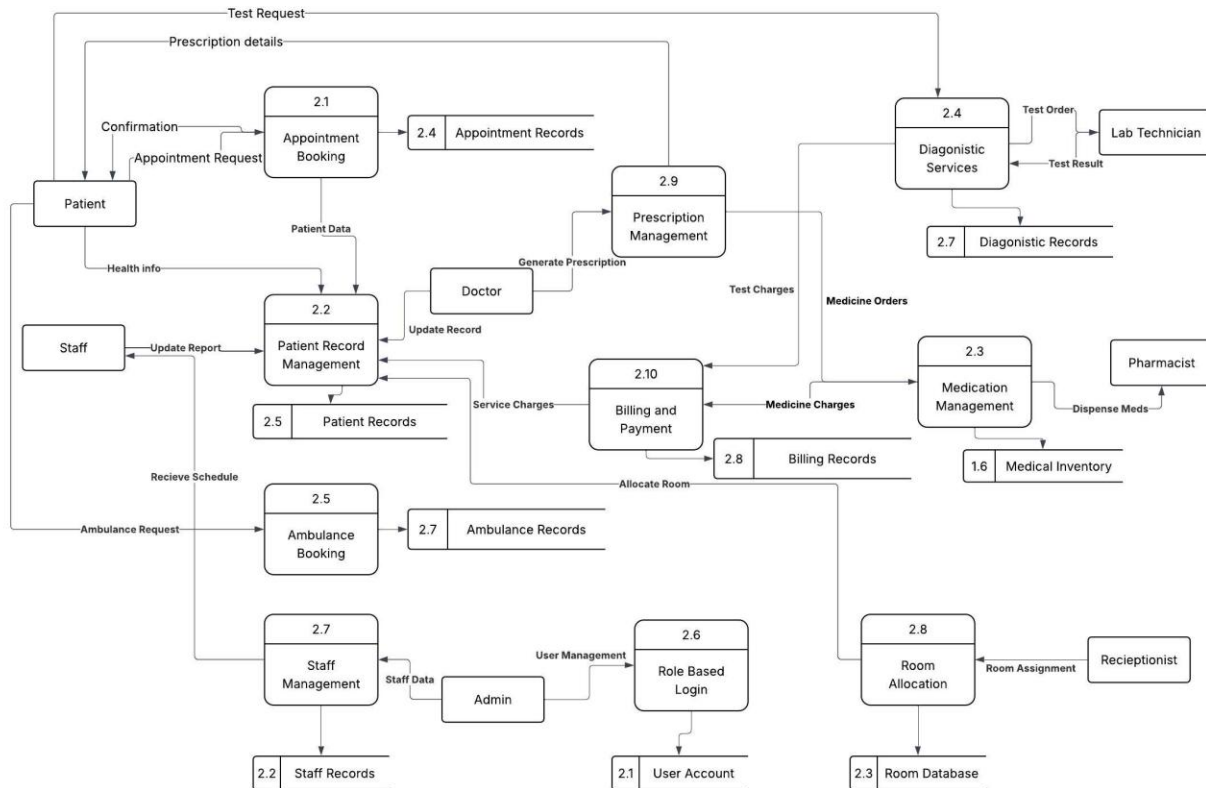 Test Request
Prescription details
2.1
Appointment
Booking
2.4 Appointment Records
Confirmation
Appointment Request
2.4
Diagonistic
Services
Test Order
Lab Technician
Test Result
2.9
Prescription
Management
Patient
Patient Data
2.7 Diagonistic Records
Health info
Generate Prescription
Doctor
Test Charges
Medicine Orders
2.2
Patient Record
Management
Update Record
Staff
Update Report
2.10
Billing and
Payment
2.3
Medication
Management
Pharmacist
Service Charges
Medicine Charges
Dispense Meds
2.5 Patient Records
2.8 Billing Records
1.6 Medical Inventory
Recieve Schedule
Allocate Room
2.5
Ambulance
Booking
Ambulance Request
2.7 Ambulance Records
2.7
Staff
Management
2.6
Role Based
Login
2.8
Room
Allocation
User Management
Staff Data
Admin
Room Assignment
Recieptionist
2.2 Staff Records
2.1 User Account
2.3 Room Database